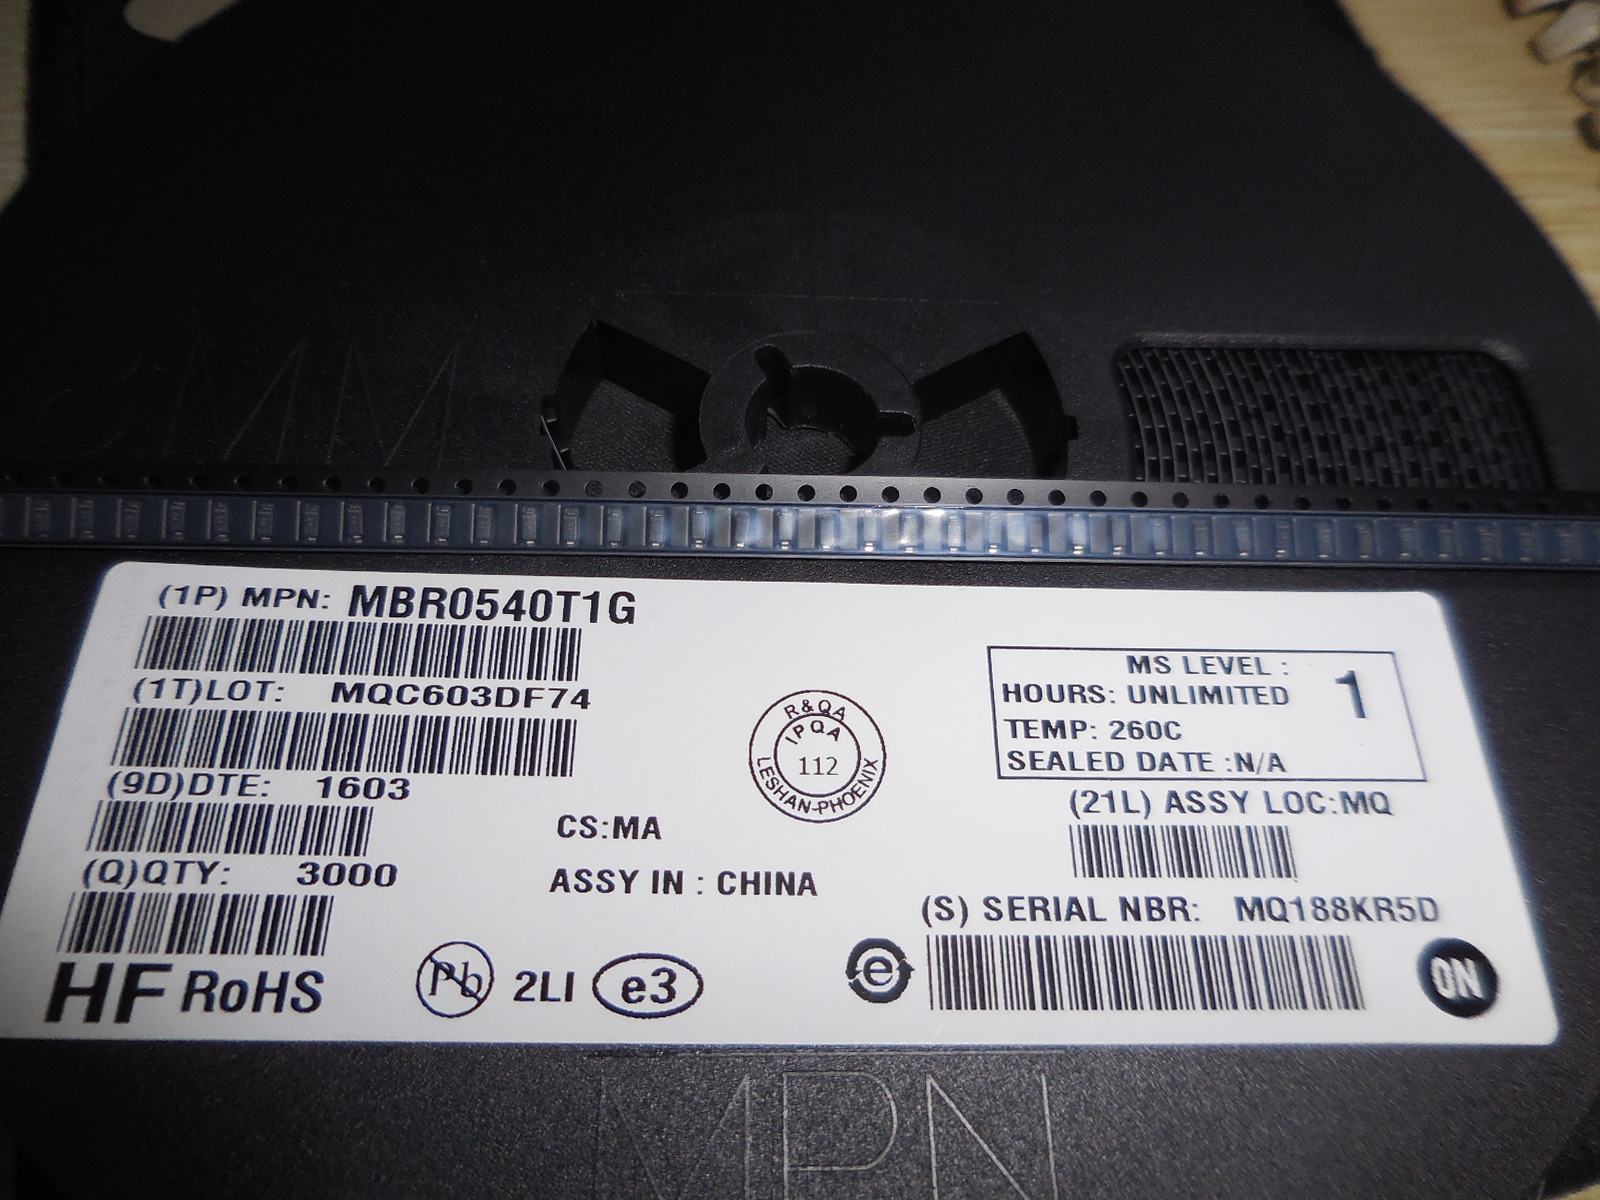 8MM
(1P) MPN: MBR0540T1G
(1T)LOT: MQC603DF74
(9D)DTE: 1603
(Q)QTY: 3000
HF RoHS
Pb 2LI e3
CS:MA
ASSY IN : CHINA
R&QA
IPQA
112
LESHAN-PHOENIX
MS LEVEL : 1
HOURS: UNLIMITED
TEMP: 260C
SEALED DATE :N/A
(21L) ASSY LOC:MQ
(S) SERIAL NBR: MQ188KR5D
e
ON
MPN